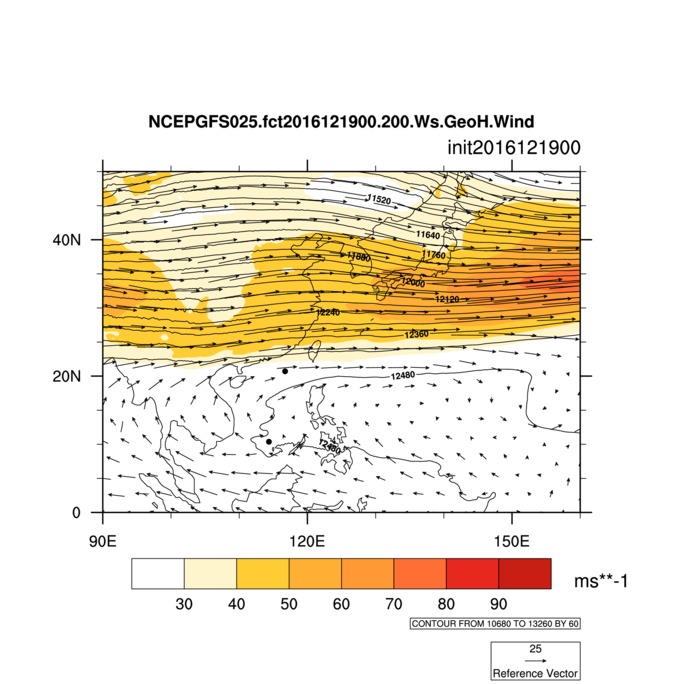 NCEPGFS025.fct2016121900.200.Ws.GeoH.Wind
init2016121900
11520
11640
40N
11880
11760
12000
12120
12240
12360
20N
12480
12480
0
90E
120E
150E
30 40 50 60 70 80 90
ms**-1
CONTOUR FROM 10680 TO 13260 BY 60
25
Reference Vector